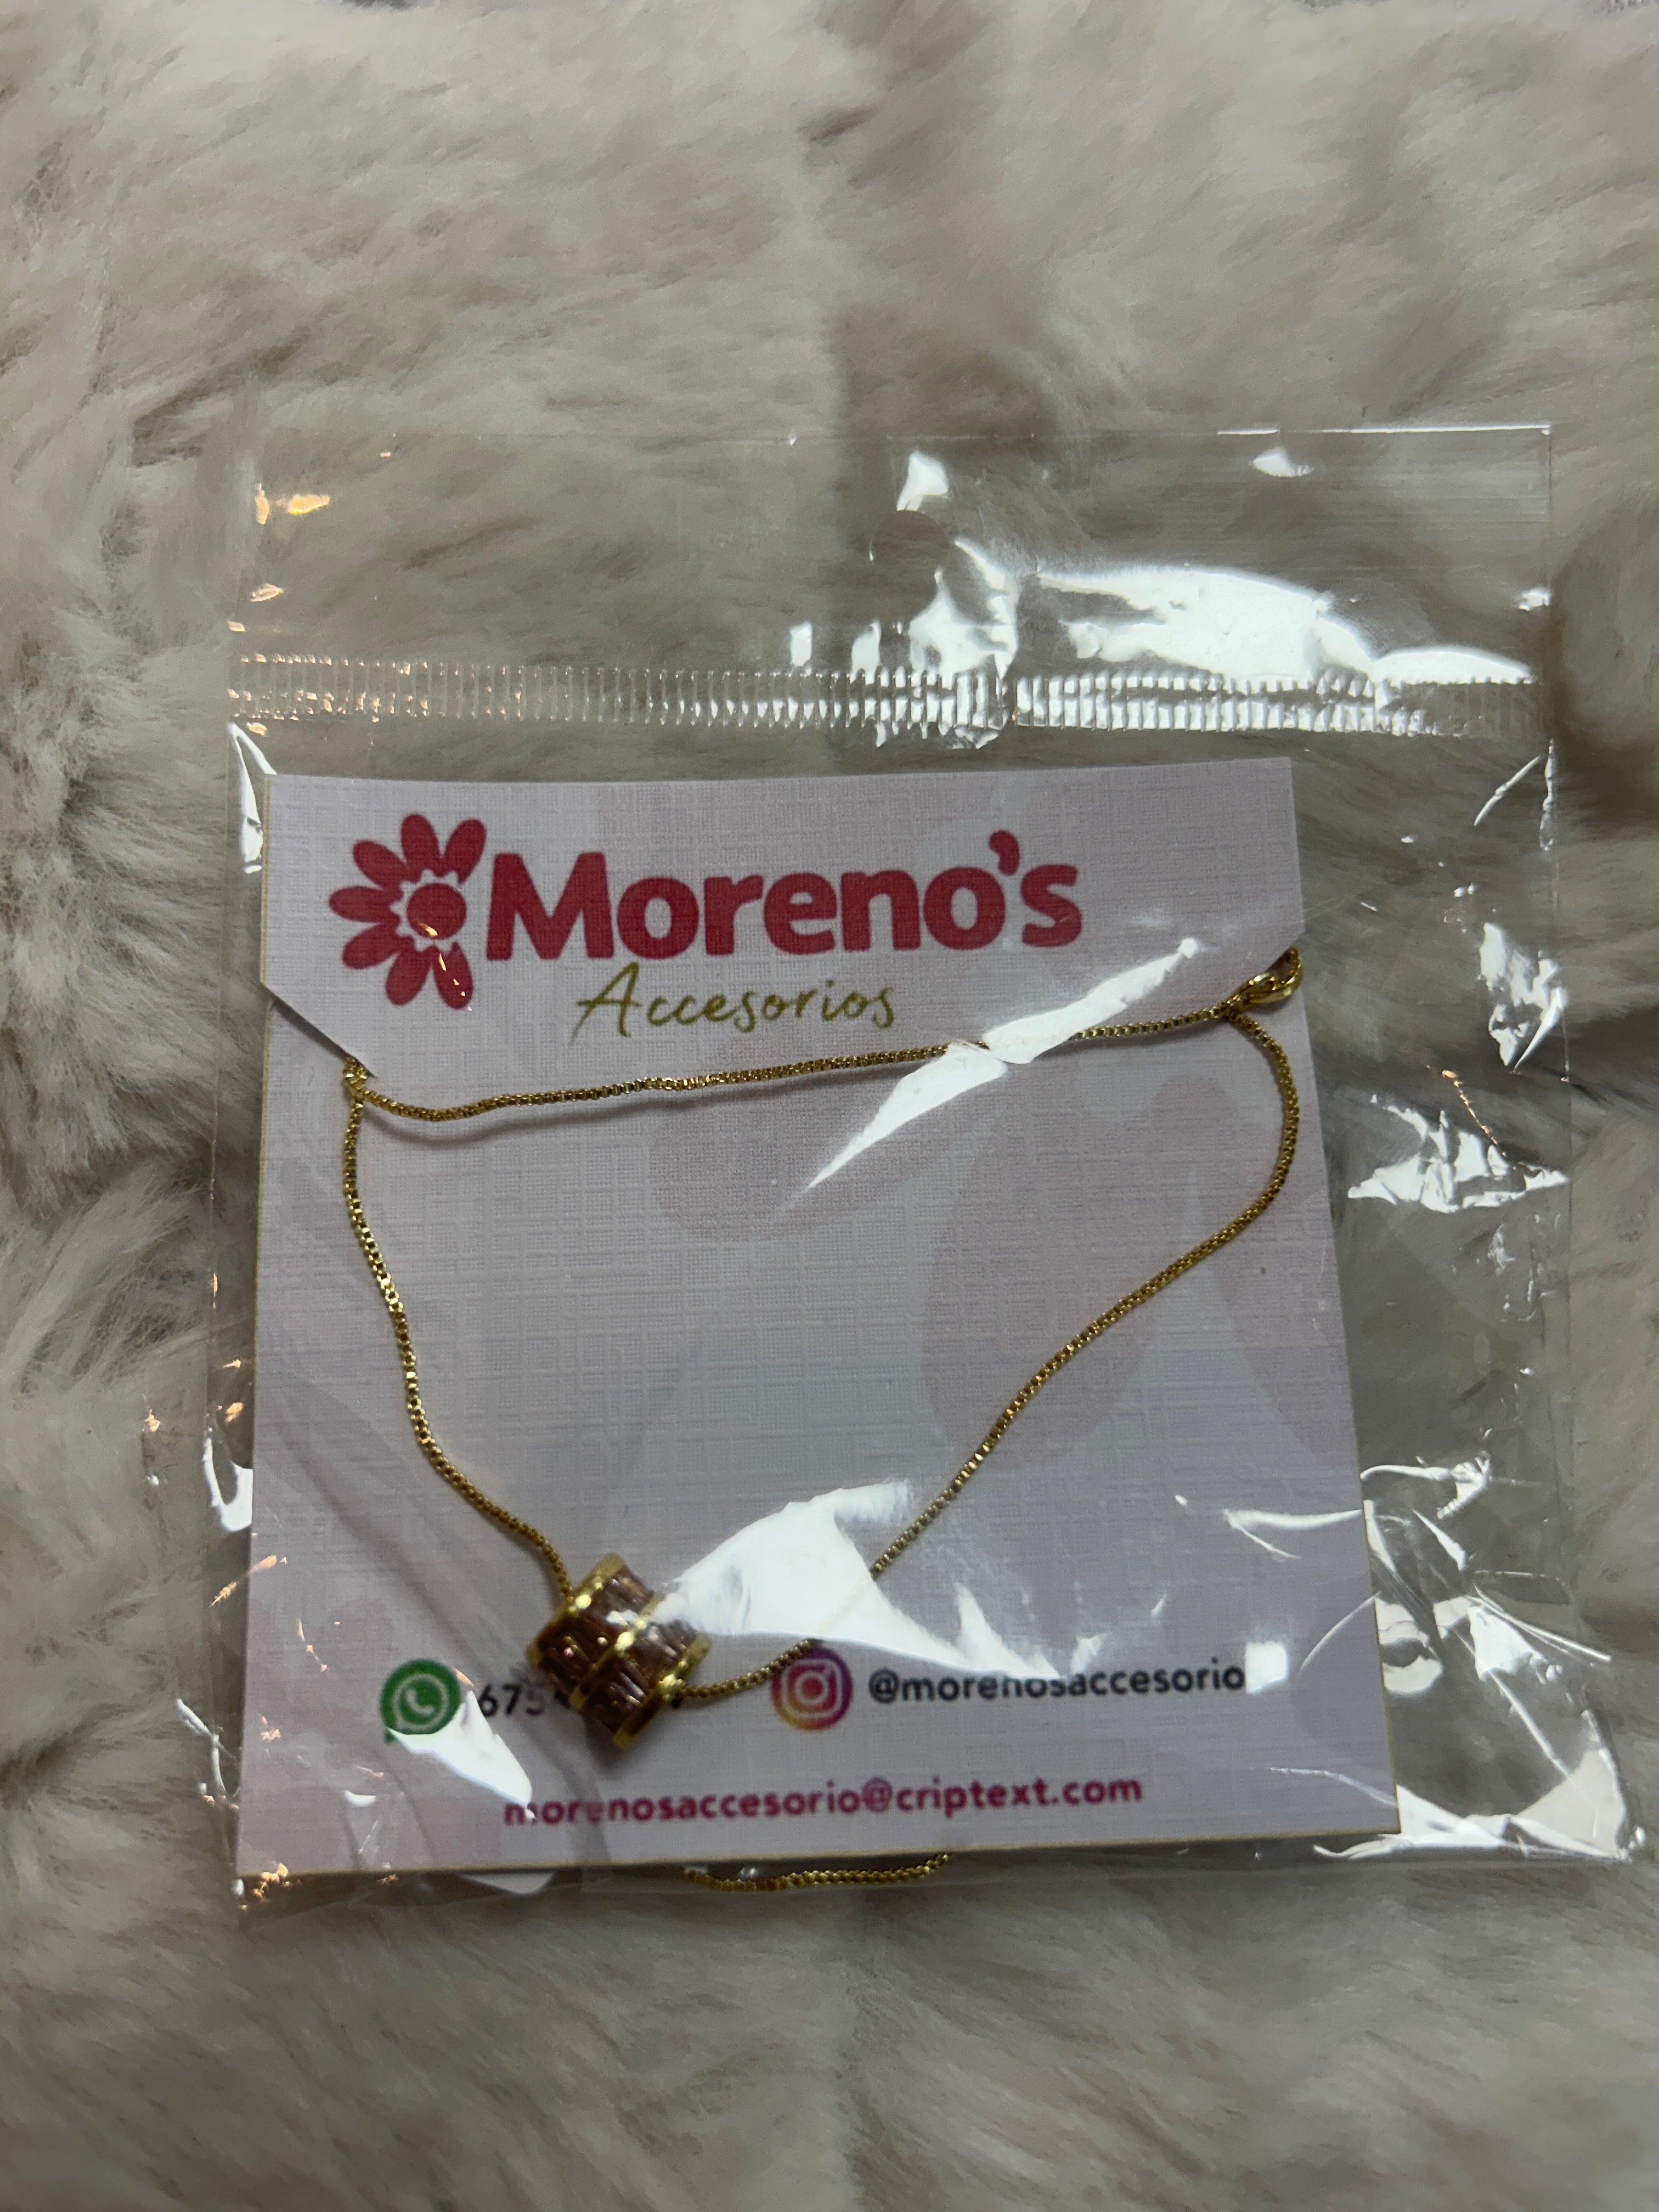 Moreno's
Accesorios
@morenosaccesorio
morenosaccesorio@criptext.com